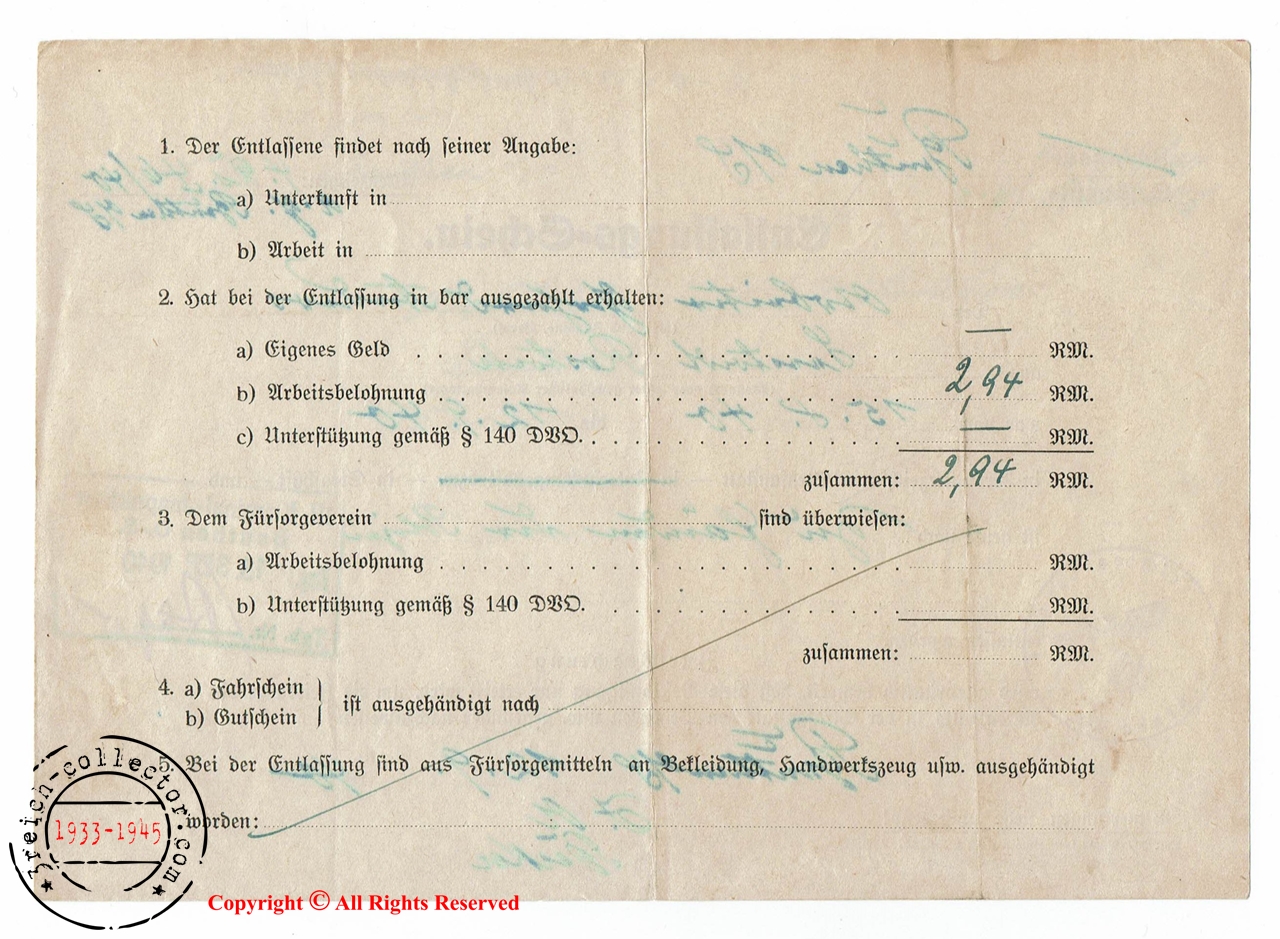 1. Der Entlassene findet nach seiner Angabe:
a) Unterkunft in
b) Arbeit in
2. Hat bei der Entlassung in bar ausgezahlt erhalten:
a) Eigenes Geld . . . . . . . . . . . . — RM.
b) Arbeitsbelohnung . . . . . . . . . . . . 2,94 RM.
c) Unterstützung gemäß § 140 DVO. . . . . . . . . . . . — RM.
zusammen: 2,94 RM.
3. Dem Fürsorgeverein sind überwiesen:
a) Arbeitsbelohnung . . . . . . . . . . . . RM.
b) Unterstützung gemäß § 140 DVO. . . . . . . . . . . . RM.
zusammen: RM.
4. a) Fahrschein
b) Gutschein
} ist ausgehändigt nach
5. Bei der Entlassung sind aus Fürsorgemitteln an Bekleidung, Handwerkszeug usw. ausgehändigt
worden:
3reich-collector.com
1933-1945
Copyright © All Rights Reserved